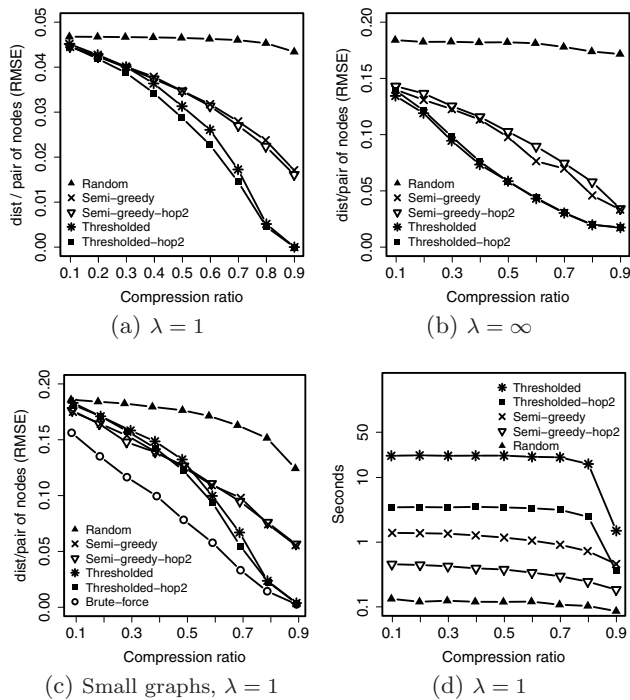 dist / pair of nodes (RMSE)
0.05
0.04
0.03
0.02
0.01
0.00
Random
Semi-greedy
Semi-greedy-hop2
Thresholded
Thresholded-hop2
0.1 0.2 0.3 0.4 0.5 0.6 0.7 0.8 0.9
Compression ratio
(a) λ = 1
dist/pair of nodes (RMSE)
0.20
0.15
0.10
0.05
0.00
Random
Semi-greedy
Semi-greedy-hop2
Thresholded
Thresholded-hop2
0.1 0.3 0.5 0.7 0.9
Compression ratio
(b) λ = ∞
dist/pair of nodes (RMSE)
0.20
0.15
0.10
0.05
0.00
Random
Semi-greedy
Semi-greedy-hop2
Thresholded
Thresholded-hop2
Brute-force
0.1 0.3 0.5 0.7 0.9
Compression ratio
(c) Small graphs, λ = 1
Seconds
50
10
1
0.1
Thresholded
Thresholded-hop2
Semi-greedy
Semi-greedy-hop2
Random
0.1 0.2 0.3 0.4 0.5 0.6 0.7 0.8 0.9
Compression ratio
(d) λ = 1